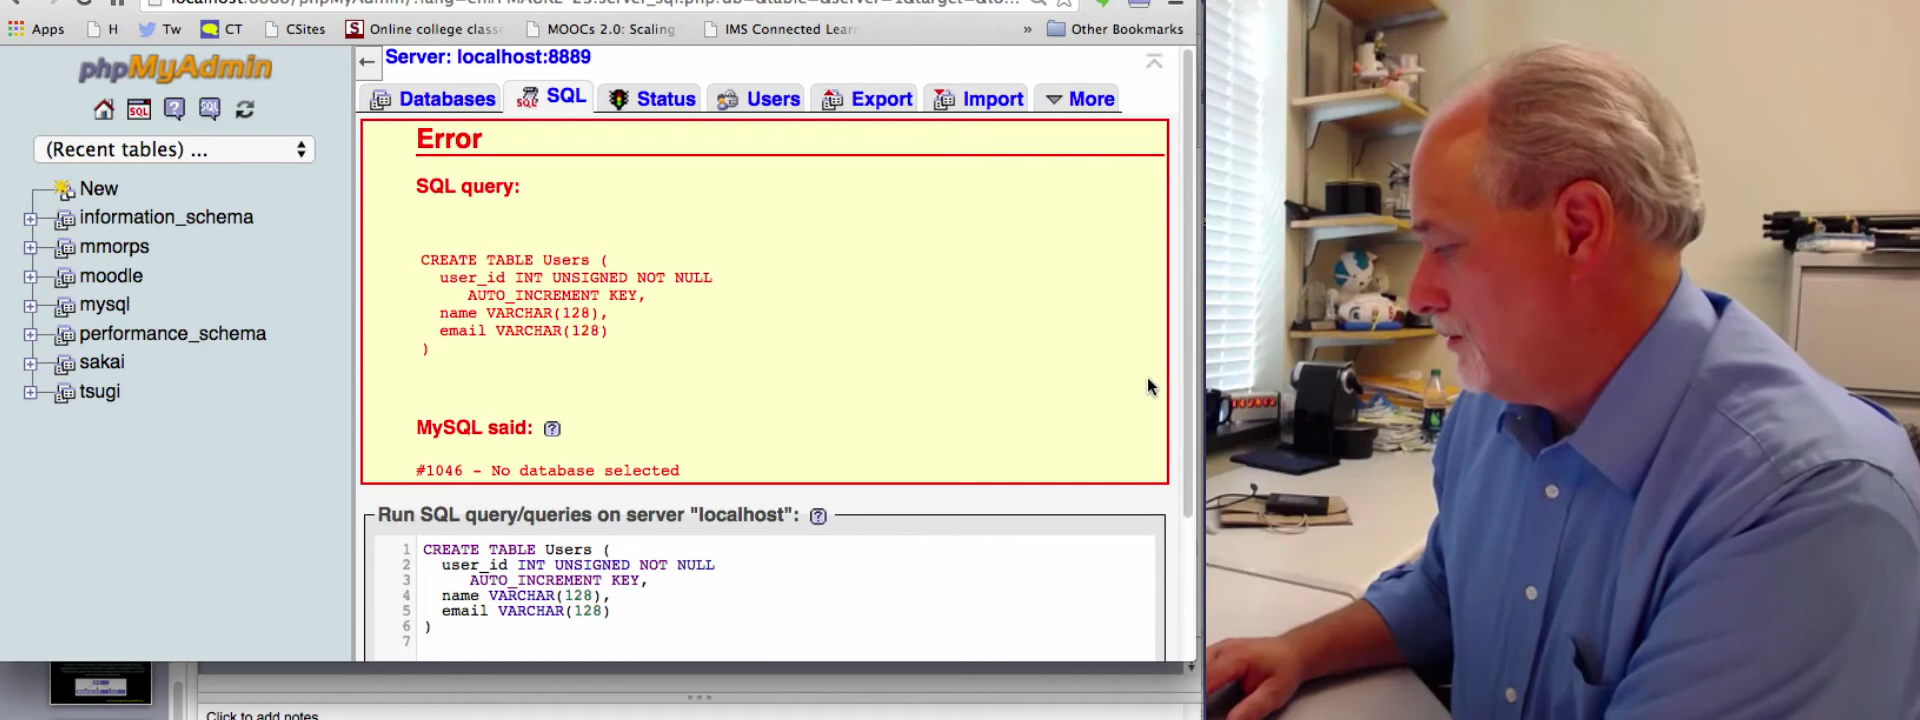 Apps H Tw CT CSites Online college class MOOCs 2.0: Scaling IMS Connected Lear » Other Bookmarks
phpMyAdmin
(Recent tables) ...
New
information_schema
mmorps
moodle
mysql
performance_schema
sakai
tsugi
Server: localhost:8889
Databases SQL Status Users Export Import More
Error
SQL query:
CREATE TABLE Users (
user_id INT UNSIGNED NOT NULL
AUTO_INCREMENT KEY,
name VARCHAR(128),
email VARCHAR(128)
)
MySQL said:
#1046 - No database selected
Run SQL query/queries on server "localhost":
1 CREATE TABLE Users (
2 user_id INT UNSIGNED NOT NULL
3 AUTO_INCREMENT KEY,
4 name VARCHAR(128),
5 email VARCHAR(128)
6 )
7
Click to add notes